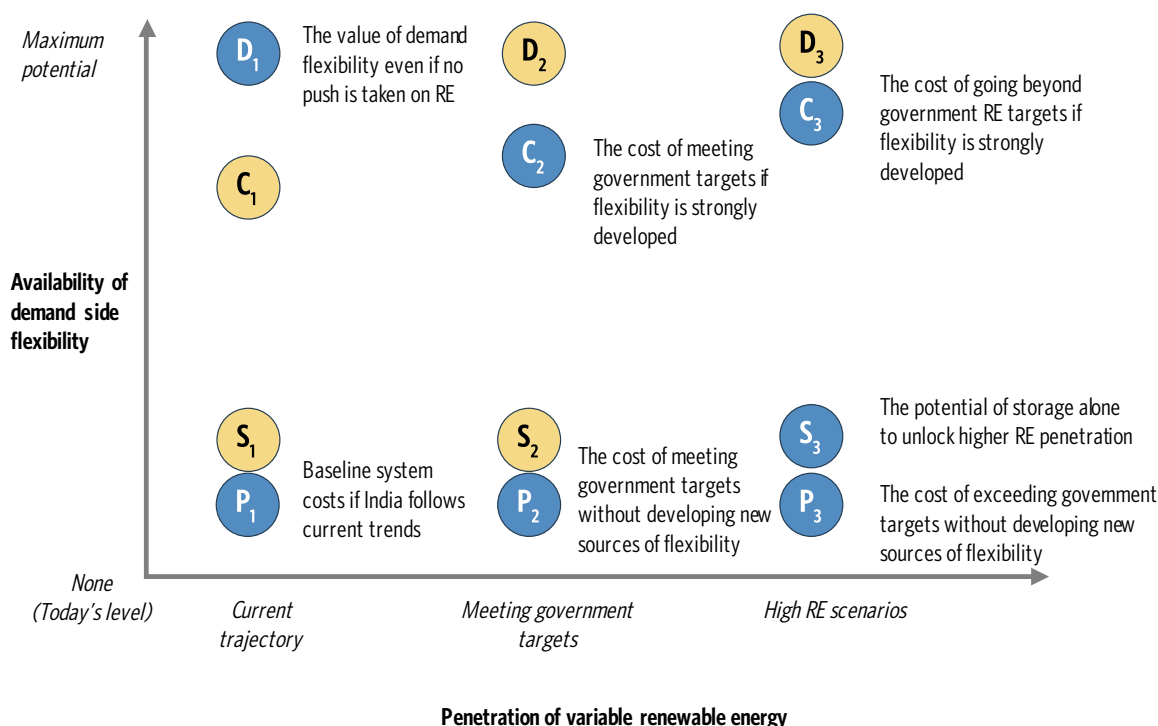 Maximum
potential
D1
The value of demand
flexibility even if no
push is taken on RE
D2
D3
C3
The cost of going beyond
government RE targets if
flexibility is strongly
developed
C1
C2
The cost of meeting
government targets if
flexibility is strongly
developed
Availability of
demand side
flexibility
S1
P1
Baseline system
costs if India follows
current trends
S2
P2
The cost of meeting
government targets
without developing new
sources of flexibility
S3
The potential of storage alone
to unlock higher RE penetration
P3
The cost of exceeding government
targets without developing new
sources of flexibility
None
(Today's level)
Current
trajectory
Meeting government
targets
High RE scenarios
Penetration of variable renewable energy